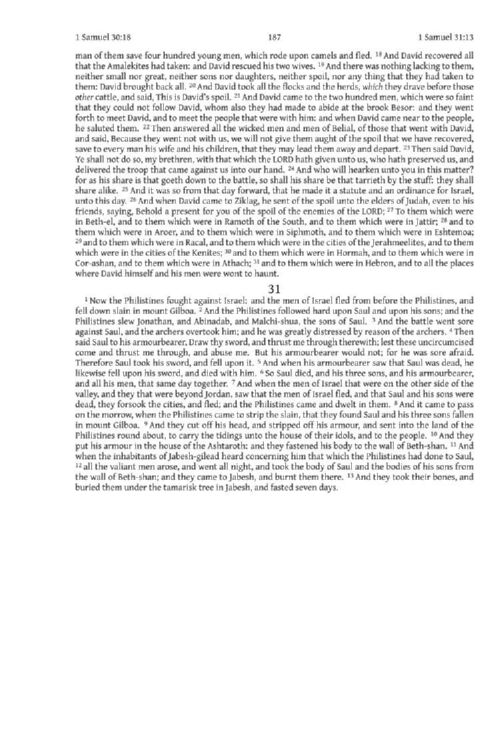 1 Samuel 30:18 187 1 Samuel 31:13
man of them save four hundred young men, which rode upon camels and fled. 18 And David recovered all
that the Amalekites had taken: and David rescued his two wives. 19 And there was nothing lacking to them,
neither small nor great, neither sons nor daughters, neither spoil, nor any thing that they had taken to
them: David brought back all. 20 And David took all the flocks and the herds, which they drave before those
other cattle, and said, This is David's spoil. 21 And David came to the two hundred men, which were so faint
that they could not follow David, whom also they had made to abide at the brook Besor: and they went
forth to meet David, and to meet the people that were with him: and when David came near to the people,
he saluted them. 22 Then answered all the wicked men and men of Belial, of those that went with David,
and said, Because they went not with us, we will not give them aught of the spoil that we have recovered,
save to every man his wife and his children, that they may lead them away and depart. 23 Then said David,
Ye shall not do so, my brethren, with that which the LORD hath given unto us, who hath preserved us, and
delivered the troop that came against us into our hand. 24 And who will hearken unto you in this matter?
for as his share is that goeth down to the battle, so shall his share be that tarrieth by the stuff: they shall
share alike. 25 And it was so from that day forward, that he made it a statute and an ordinance for Israel,
unto this day. 26 And when David came to Ziklag, he sent of the spoil unto the elders of Judah, even to his
friends, saying, Behold a present for you of the spoil of the enemies of the LORD; 27 To them which were
in Beth-el, and to them which were in Ramoth of the South, and to them which were in Jattir; 28 and to
them which were in Aroer, and to them which were in Siphmoth, and to them which were in Eshtemoa;
29 and to them which were in Racal, and to them which were in the cities of the Jerahmeelites, and to them
which were in the cities of the Kenites; 30 and to them which were in Hormah, and to them which were in
Cor-ashan, and to them which were in Athach; 31 and to them which were in Hebron, and to all the places
where David himself and his men were wont to haunt.
31
1 Now the Philistines fought against Israel: and the men of Israel fled from before the Philistines, and
fell down slain in mount Gilboa. 2 And the Philistines followed hard upon Saul and upon his sons; and the
Philistines slew Jonathan, and Abinadab, and Malchi-shua, the sons of Saul. 3 And the battle went sore
against Saul, and the archers overtook him; and he was greatly distressed by reason of the archers. 4 Then
said Saul to his armourbearer, Draw thy sword, and thrust me through therewith; lest these uncircumcised
come and thrust me through, and abuse me. But his armourbearer would not; for he was sore afraid.
Therefore Saul took his sword, and fell upon it. 5 And when his armourbearer saw that Saul was dead, he
likewise fell upon his sword, and died with him. 6 So Saul died, and his three sons, and his armourbearer,
and all his men, that same day together. 7 And when the men of Israel that were on the other side of the
valley, and they that were beyond Jordan, saw that the men of Israel fled, and that Saul and his sons were
dead, they forsook the cities, and fled; and the Philistines came and dwelt in them. 8 And it came to pass
on the morrow, when the Philistines came to strip the slain, that they found Saul and his three sons fallen
in mount Gilboa. 9 And they cut off his head, and stripped off his armour, and sent into the land of the
Philistines round about, to carry the tidings unto the house of their idols, and to the people. 10 And they
put his armour in the house of the Ashtaroth: and they fastened his body to the wall of Beth-shan. 11 And
when the inhabitants of Jabesh-gilead heard concerning him that which the Philistines had done to Saul,
12 all the valiant men arose, and went all night, and took the body of Saul and the bodies of his sons from
the wall of Beth-shan; and they came to Jabesh, and burnt them there. 13 And they took their bones, and
buried them under the tamarisk tree in Jabesh, and fasted seven days.